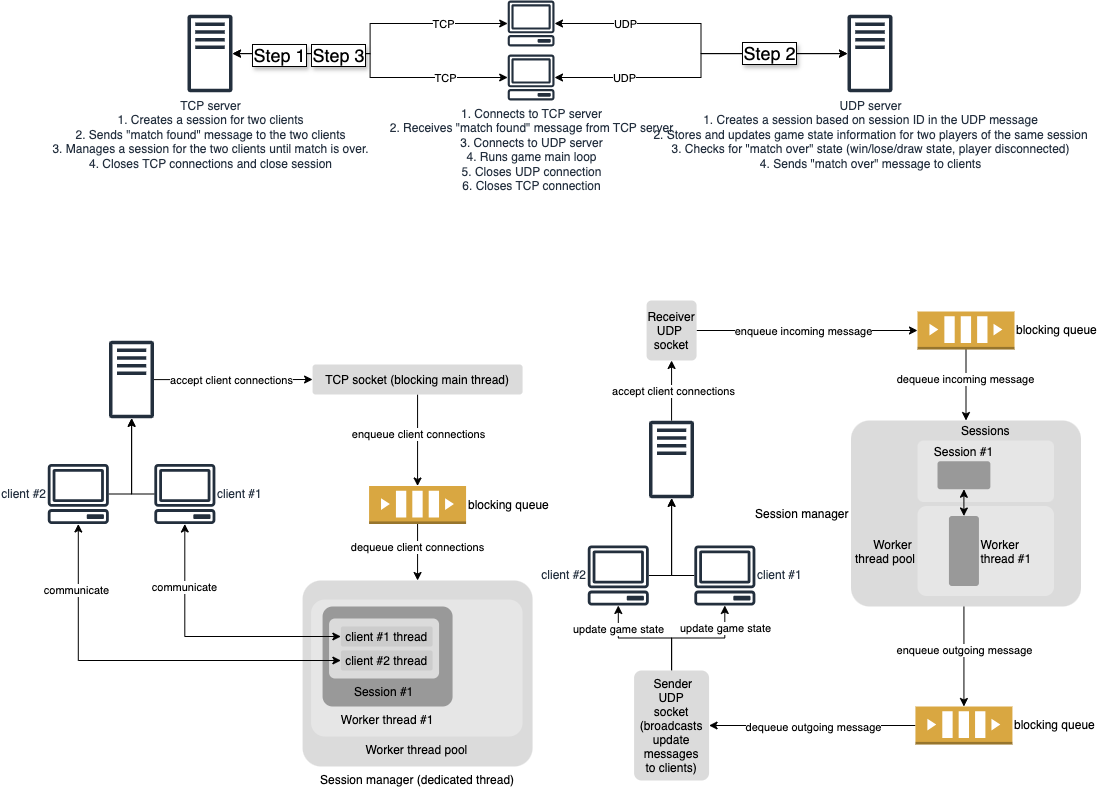 TCP
UDP
Step 1
Step 3
Step 2
TCP
UDP
TCP server
1. Creates a session for two clients
2. Sends "match found" message to the two clients
3. Manages a session for the two clients until match is over.
4. Closes TCP connections and close session
1. Connects to TCP server
2. Receives "match found" message from TCP server
3. Connects to UDP server
4. Runs game main loop
5. Closes UDP connection
6. Closes TCP connection
UDP server
1. Creates a session based on session ID in the UDP message
2. Stores and updates game state information for two players of the same session
3. Checks for "match over" state (win/lose/draw state, player disconnected)
4. Sends "match over" message to clients
accept client connections
TCP socket (blocking main thread)
enqueue client connections
client #2
client #1
blocking queue
dequeue client connections
communicate
communicate
client #1 thread
client #2 thread
Session #1
Worker thread #1
Worker thread pool
Session manager (dedicated thread)
Receiver
UDP
socket
enqueue incoming message
blocking queue
accept client connections
dequeue incoming message
Sessions
Session #1
Session manager
Worker
thread pool
Worker
thread #1
client #2
client #1
update game state
update game state
enqueue outgoing message
Sender
UDP
socket
(broadcasts
update
messages
to clients)
dequeue outgoing message
blocking queue